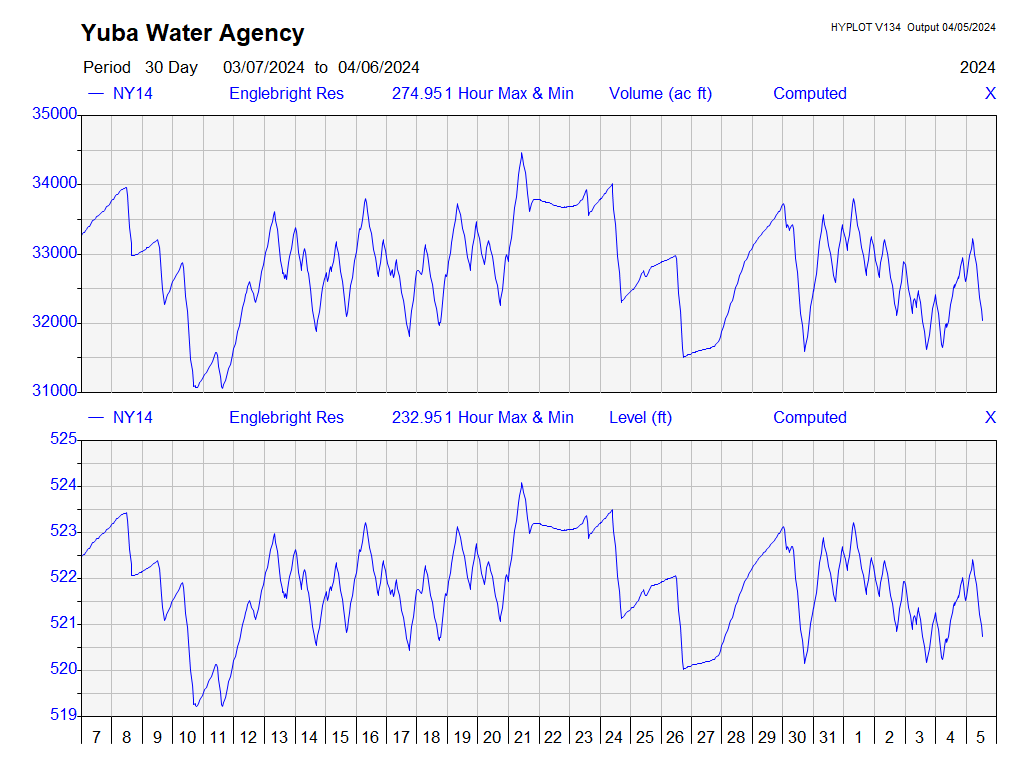 Yuba Water Agency
HYPLOT V134 Output 04/05/2024
Period 30 Day 03/07/2024 to 04/06/2024 2024
NY14 Englebright Res 274.951 Hour Max & Min Volume (ac ft) Computed X
35000
34000
33000
32000
31000
NY14 Englebright Res 232.951 Hour Max & Min Level (ft) Computed X
525
524
523
522
521
520
519
7 8 9 10 11 12 13 14 15 16 17 18 19 20 21 22 23 24 25 26 27 28 29 30 31 1 2 3 4 5